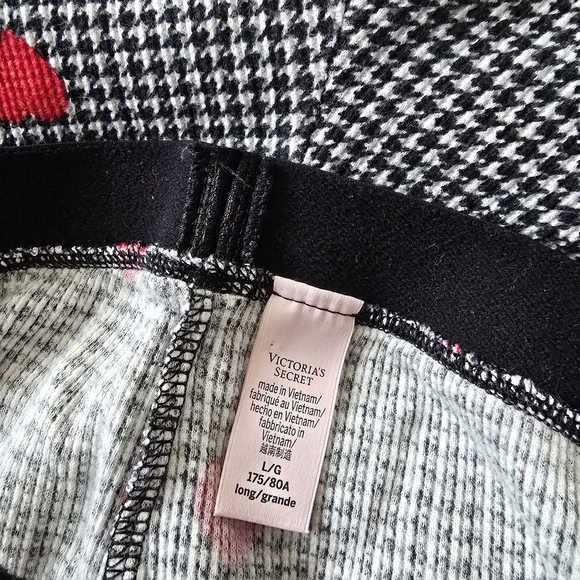 VICTORIA'S
SECRET
made in Vietnam/
fabriqué au Vietnam/
hecho en Vietnam/
fabbricato in
Vietnam/
越南制造
L/G
175/80A
long/grande